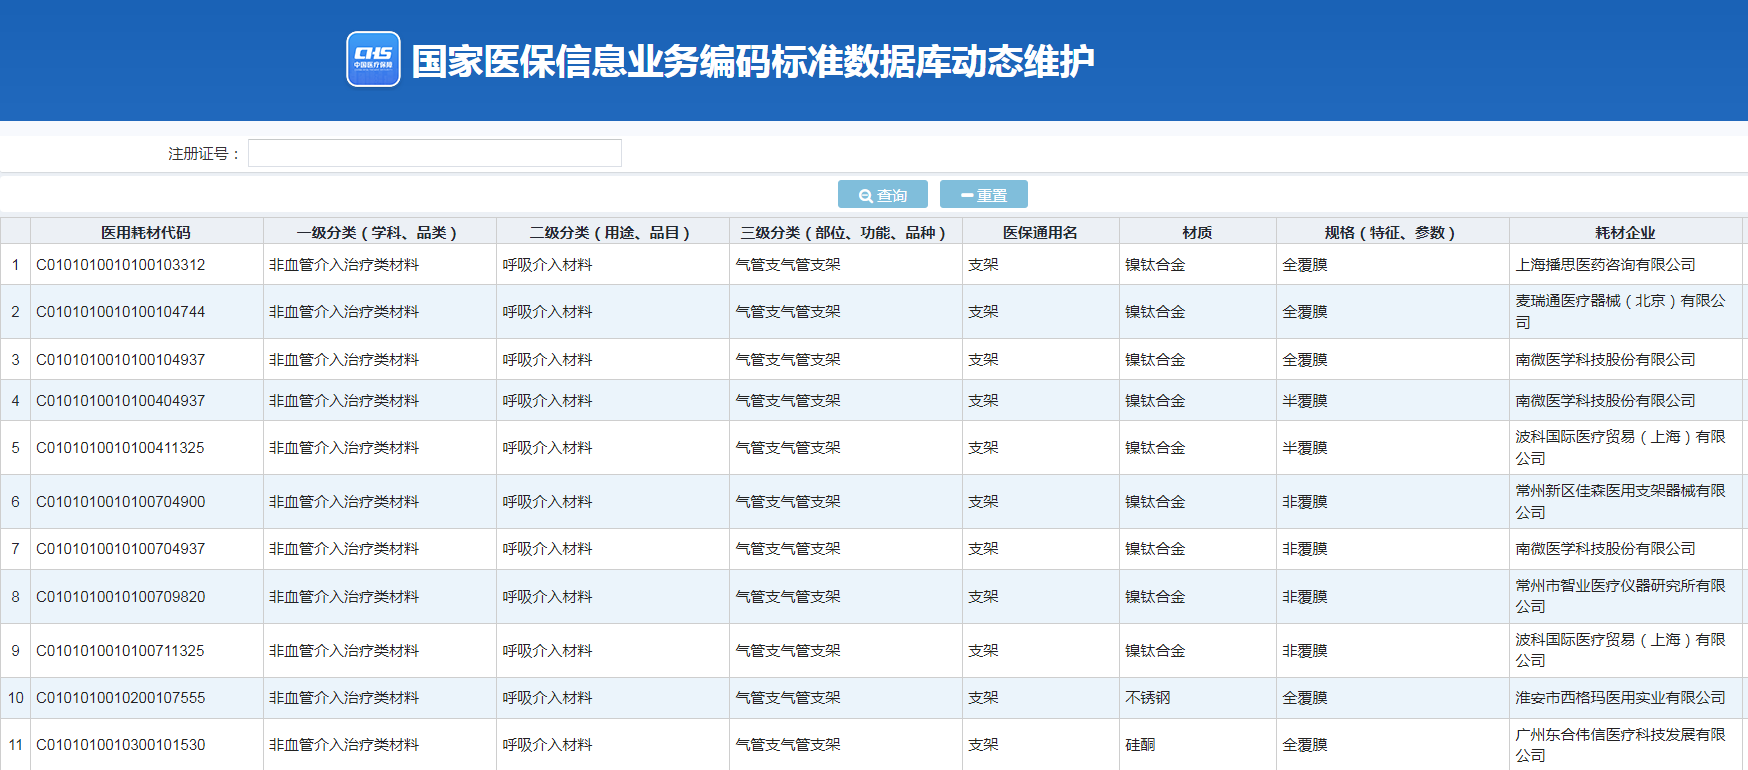 CHS
中国医疗保障
国家医保信息业务编码标准数据库动态维护
注册证号：
查询 重置
医用耗材代码 一级分类（学科、品类） 二级分类（用途、品目） 三级分类（部位、功能、品种） 医保通用名 材质 规格（特征、参数） 耗材企业
1 C0101010010100103312 非血管介入治疗类材料 呼吸介入材料 气管支气管支架 支架 镍钛合金 全覆膜 上海播思医药咨询有限公司
2 C0101010010100104744 非血管介入治疗类材料 呼吸介入材料 气管支气管支架 支架 镍钛合金 全覆膜 麦瑞通医疗器械（北京）有限公
司
3 C0101010010100104937 非血管介入治疗类材料 呼吸介入材料 气管支气管支架 支架 镍钛合金 全覆膜 南微医学科技股份有限公司
4 C0101010010100404937 非血管介入治疗类材料 呼吸介入材料 气管支气管支架 支架 镍钛合金 半覆膜 南微医学科技股份有限公司
5 C0101010010100411325 非血管介入治疗类材料 呼吸介入材料 气管支气管支架 支架 镍钛合金 半覆膜 波科国际医疗贸易（上海）有限
公司
6 C0101010010100704900 非血管介入治疗类材料 呼吸介入材料 气管支气管支架 支架 镍钛合金 非覆膜 常州新区佳森医用支架器械有限
公司
7 C0101010010100704937 非血管介入治疗类材料 呼吸介入材料 气管支气管支架 支架 镍钛合金 非覆膜 南微医学科技股份有限公司
8 C0101010010100709820 非血管介入治疗类材料 呼吸介入材料 气管支气管支架 支架 镍钛合金 非覆膜 常州市智业医疗仪器研究所有限
公司
9 C0101010010100711325 非血管介入治疗类材料 呼吸介入材料 气管支气管支架 支架 镍钛合金 非覆膜 波科国际医疗贸易（上海）有限
公司
10 C0101010010200107555 非血管介入治疗类材料 呼吸介入材料 气管支气管支架 支架 不锈钢 全覆膜 淮安市西格玛医用实业有限公司
11 C0101010010300101530 非血管介入治疗类材料 呼吸介入材料 气管支气管支架 支架 硅酮 全覆膜 广州东合伟信医疗科技发展有限
公司